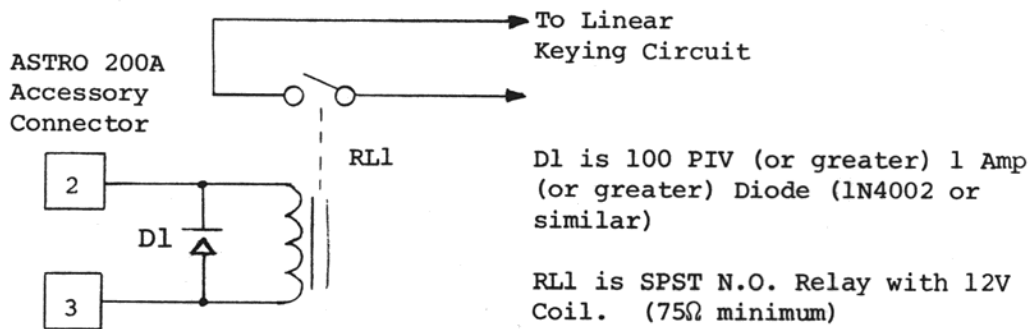 To Linear
Keying Circuit
ASTRO 200A
Accessory
Connector
RL1
2
D1
3
D1 is 100 PIV (or greater) 1 Amp
(or greater) Diode (1N4002 or
similar)
RL1 is SPST N.O. Relay with 12V
Coil. (75Ω minimum)